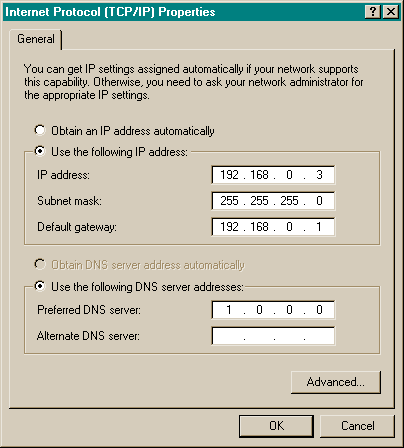 Internet Protocol (TCP/IP) Properties
General
You can get IP settings assigned automatically if your network supports
this capability. Otherwise, you need to ask your network administrator for
the appropriate IP settings.
Obtain an IP address automatically
Use the following IP address:
IP address: 192 . 168 . 0 . 3
Subnet mask: 255 . 255 . 255 . 0
Default gateway: 192 . 168 . 0 . 1
Obtain DNS server address automatically
Use the following DNS server addresses:
Preferred DNS server: 1 . 0 . 0 . 0
Alternate DNS server: . . .
Advanced...
OK Cancel